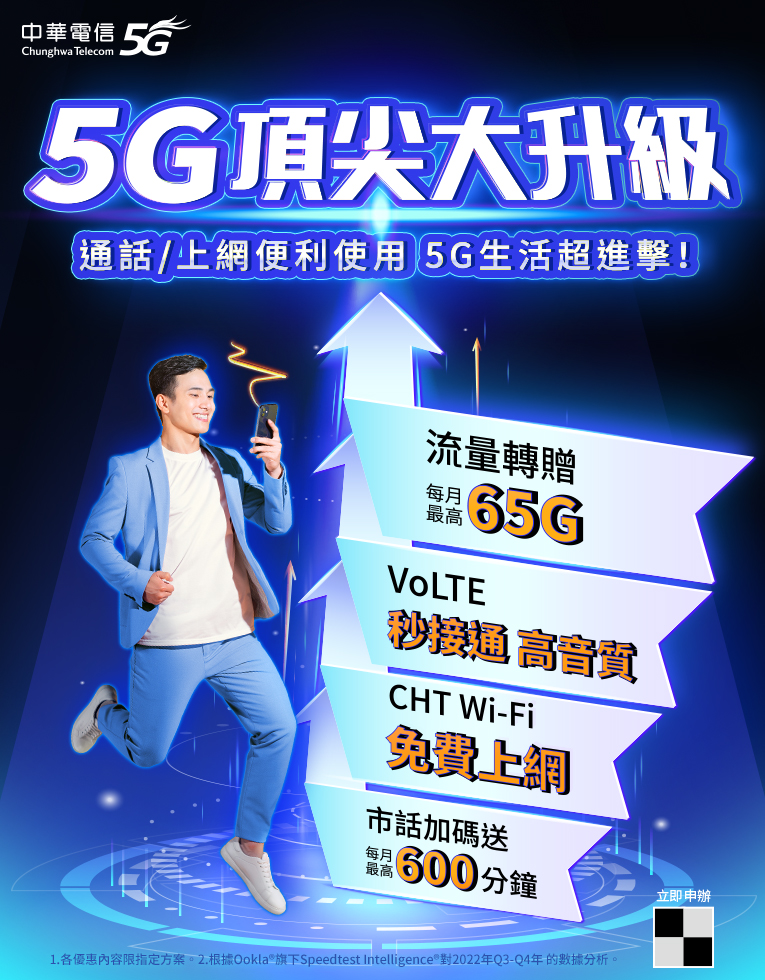 中華電信 5G
Chunghwa Telecom
5G頂尖大升級
通話/上網便利使用 5G生活超進擊!
流量轉贈
每月
最高
65G
VoLTE
秒接通 高音質
CHT Wi-Fi
免費上網
市話加碼送
每月
最高
600分鐘
立即申辦
1.各優惠內容限指定方案。2.根據Ookla®旗下Speedtest Intelligence®對2022年Q3-Q4年 的數據分析。